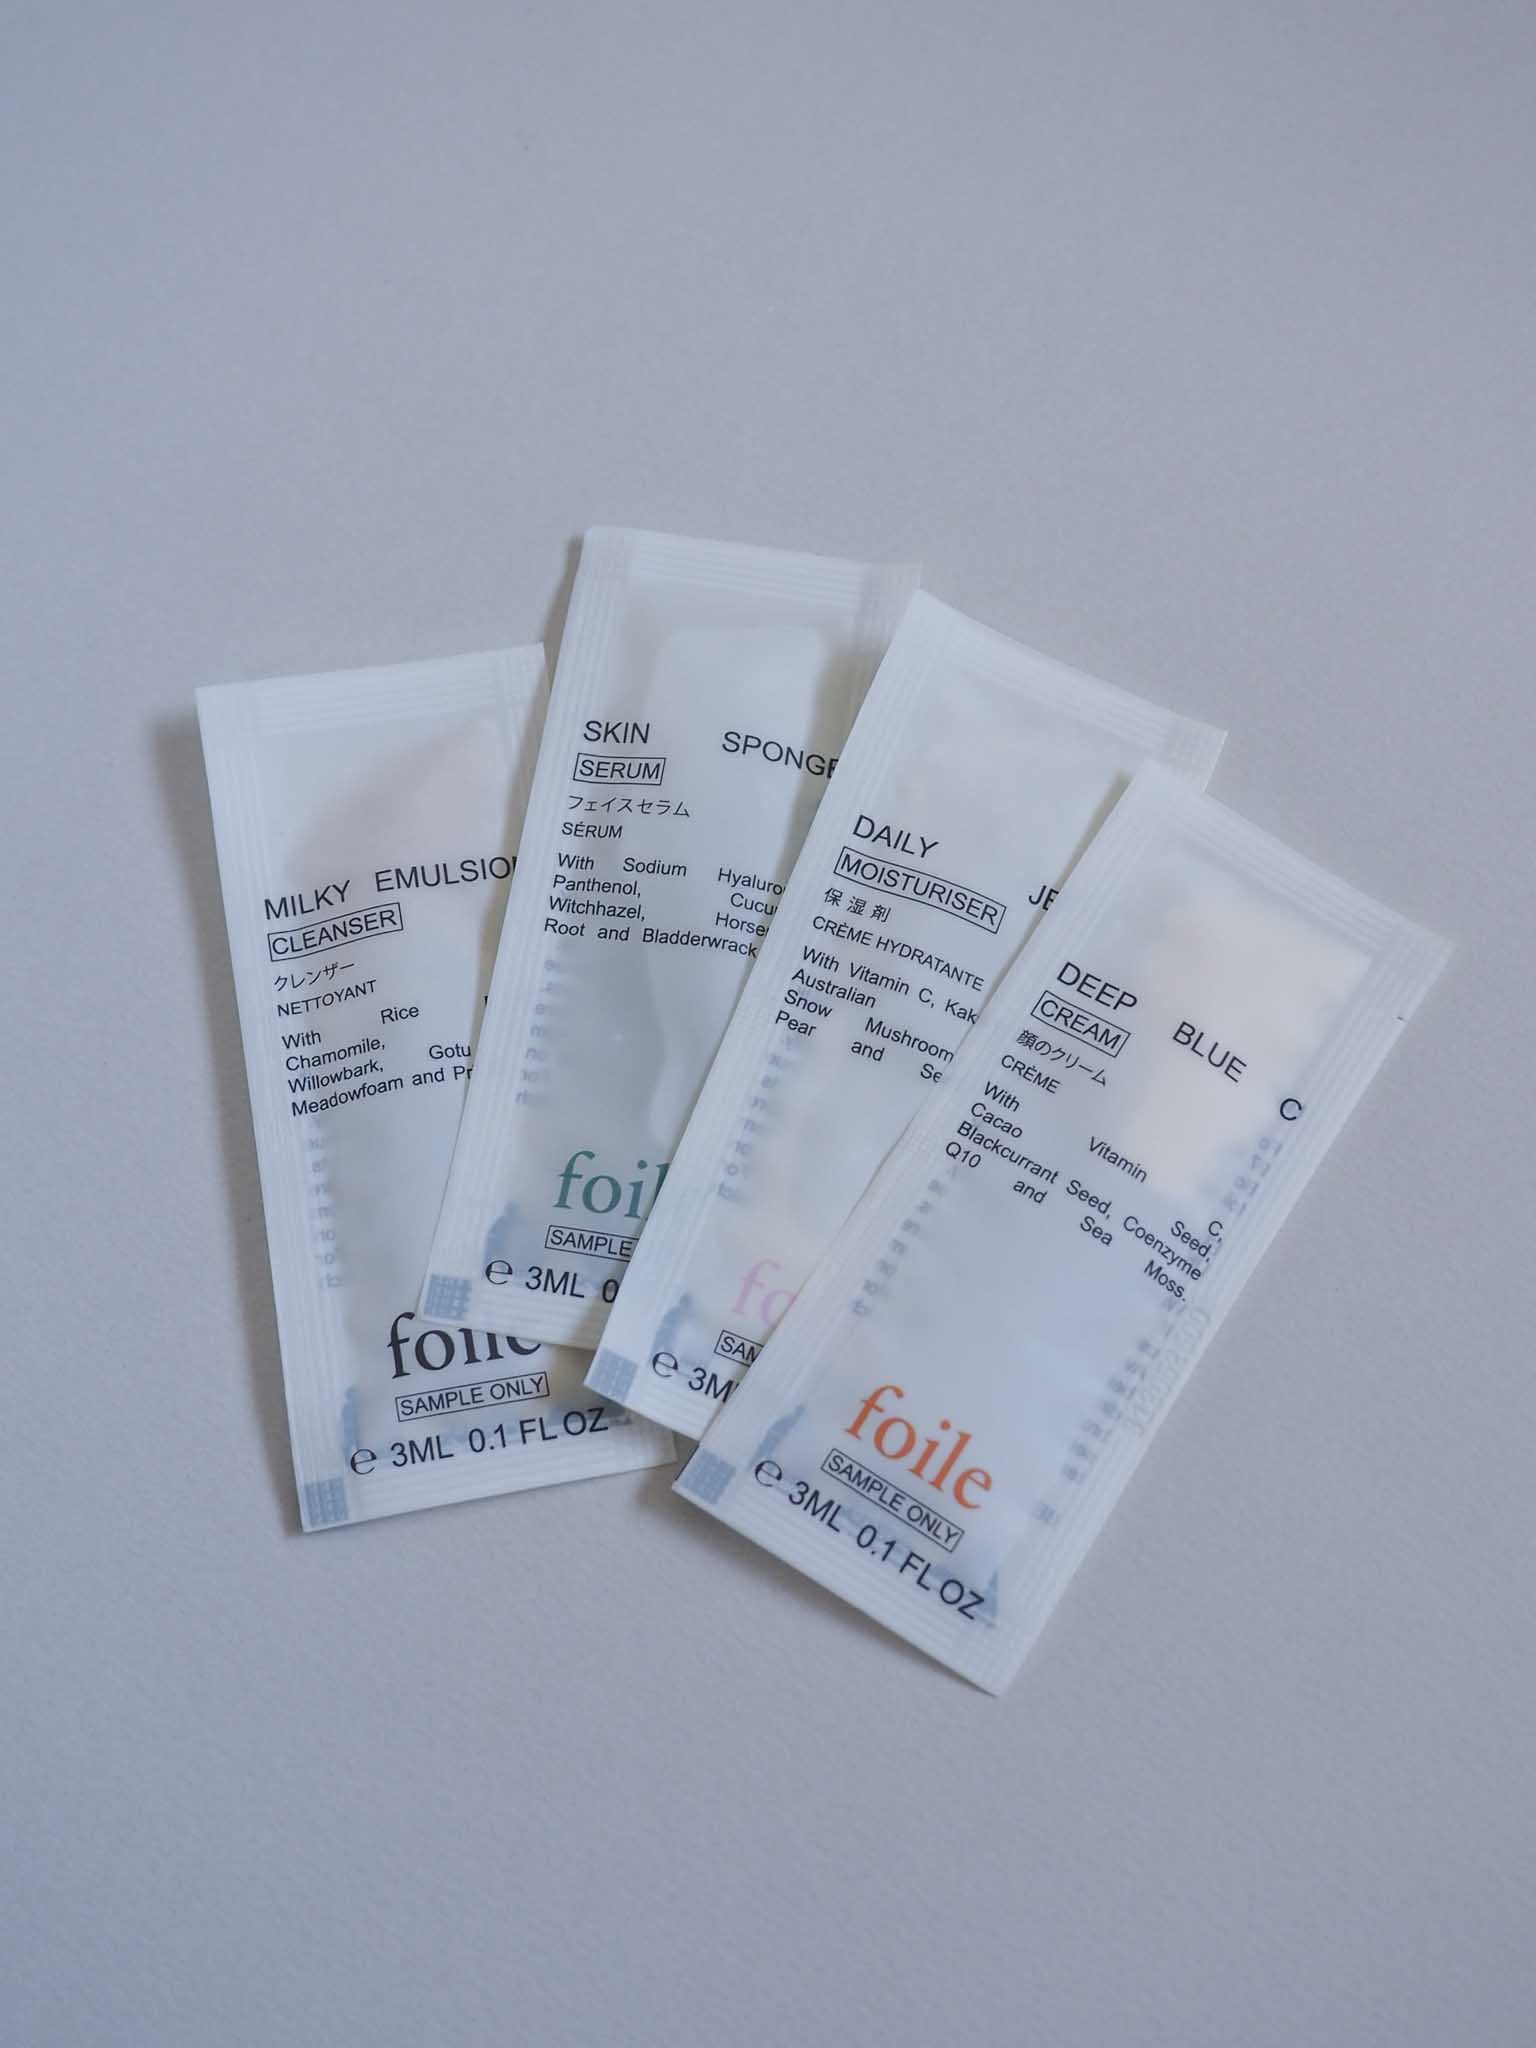 MILKY EMULSION
CLEANSER
クレンザー
NETTOYANT
With Rice
Chamomile, Gotu
Willowbark,
Meadowfoam and
foile
SAMPLE ONLY
℮ 3ML 0.1 FL OZ
SKIN SPONGE
SERUM
フェイスセラム
SÉRUM
With Sodium
Panthenol,
Witchhazel,
Root and Bladderwrack
foil
SAMPLE
℮ 3ML
DAILY
MOISTURISER
保湿剤
CRÈME HYDRATANTE
With Vitamin C,
Australian
Snow Mushroom
Pear and
℮ 3M
DEEP BLUE C
CREAM
顔のクリーム
CRÈME
With Vitamin C,
Cacao Seed,
Blackcurrant Seed, Coenzyme
Q10 and Sea Moss.
foile
SAMPLE ONLY
℮ 3ML 0.1 FL OZ